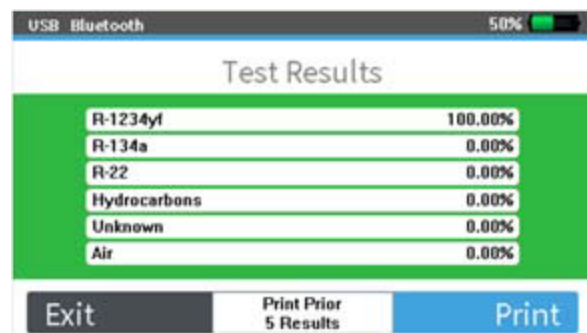 USB Bluetooth 50%
Test Results
R-1234yf 100.00%
R-134a 0.00%
R-22 0.00%
Hydrocarbons 0.00%
Unknown 0.00%
Air 0.00%
Exit
Print Prior
5 Results
Print